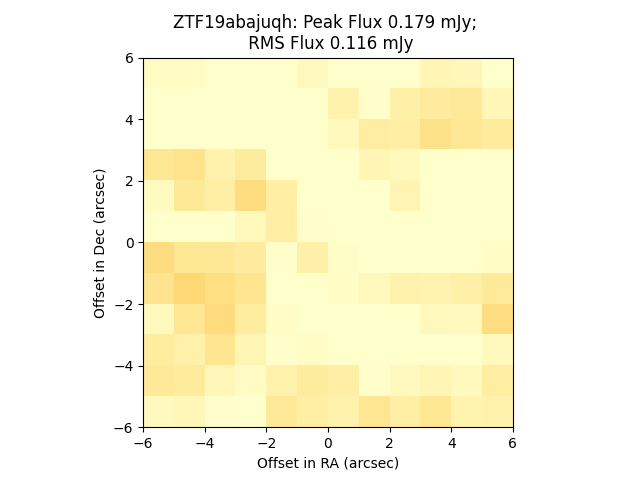 ZTF19abajuqh: Peak Flux 0.179 mJy;
RMS Flux 0.116 mJy
6
4
2
0
−2
−4
−6
Offset in Dec (arcsec)
−6 −4 −2 0 2 4 6
Offset in RA (arcsec)